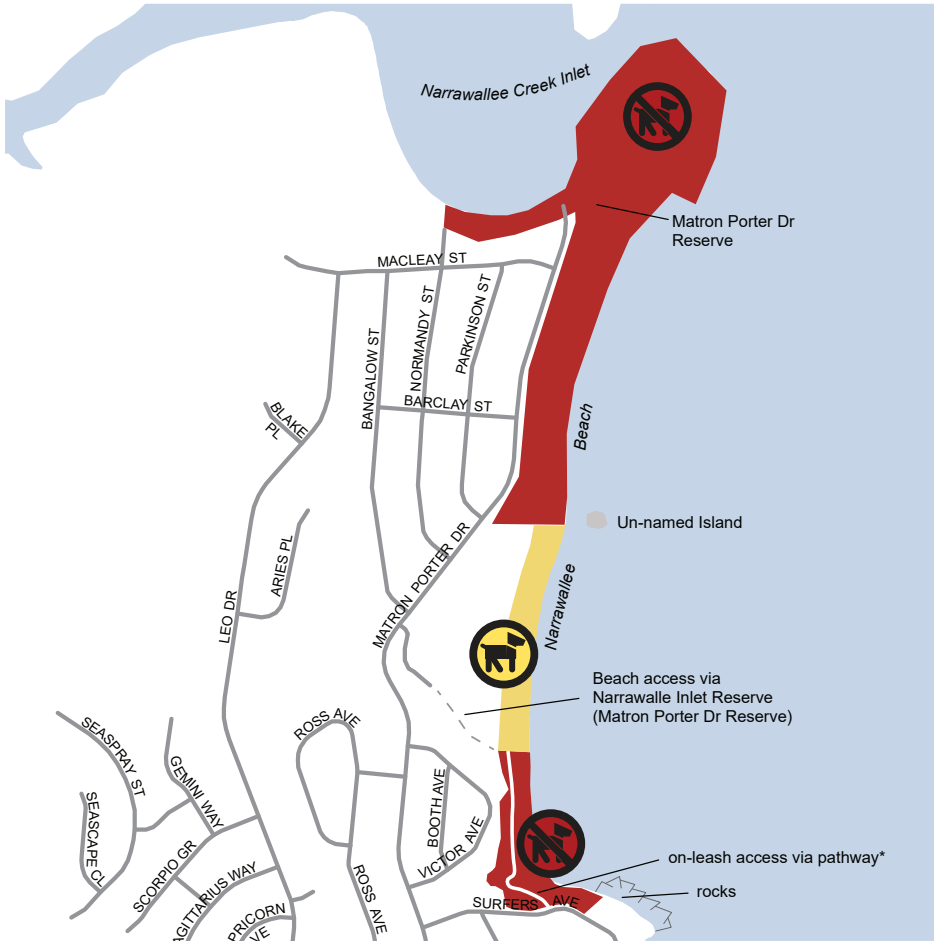 Narrawallee Creek Inlet
Matron Porter Dr
Reserve
MACLEAY ST
BANGALOW ST
NORMANDY ST
PARKINSON ST
BARCLAY ST
BLAKE
PL
Beach
Un-named Island
ARIES PL
MATRON PORTER DR
Narrawallee
LEO DR
Beach access via
Narrawalle Inlet Reserve
(Matron Porter Dr Reserve)
SEASPRAY ST
GEMINI WAY
ROSS AVE
SEASCAPE CL
BOOTH AVE
VICTOR AVE
SCORPIO GR
on-leash access via pathway*
rocks
AGITTARIUS WAY
ROSS AVE
SURFERS AVE
PRICORN
VE